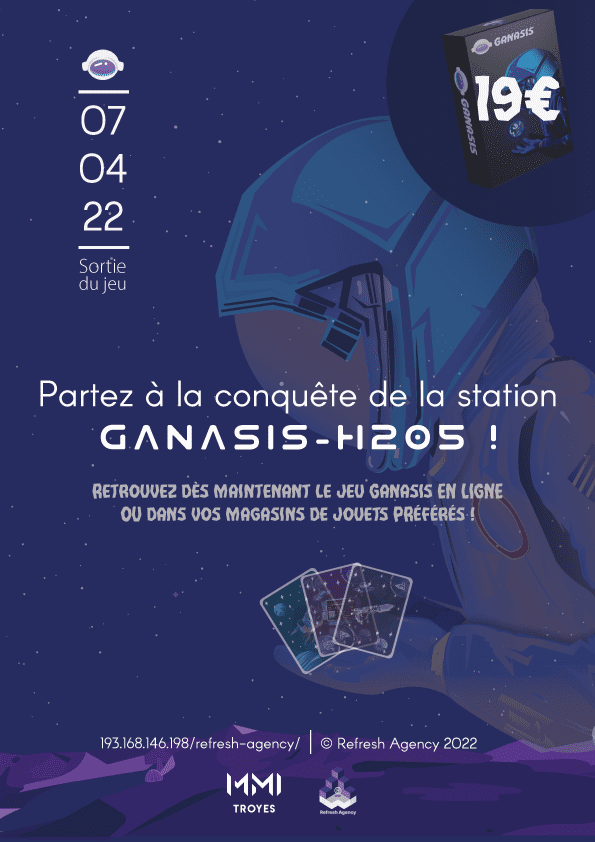 GANASIS
GANASIS
19€
07
04
22
Sortie
du jeu
Partez à la conquête de la station
GANASIS-H205 !
RETROUVEZ DÈS MAINTENANT LE JEU GANASIS EN LIGNE
OU DANS VOS MAGASINS DE JOUETS PRÉFÉRÉS !
193.168.146.198/refresh-agency/ | © Refresh Agency 2022
MMI
TROYES
Refresh Agency